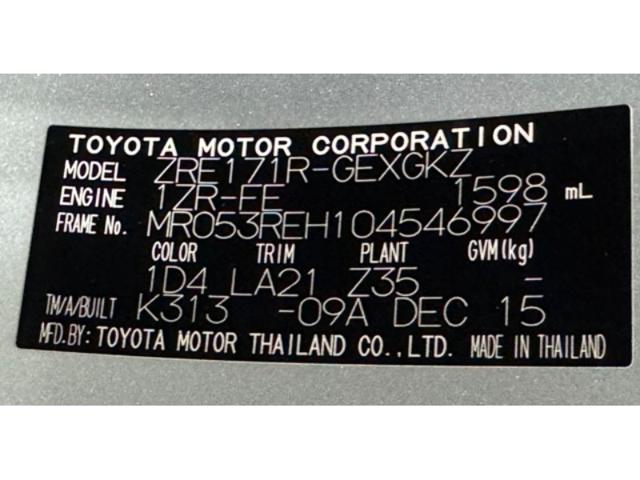 TOYOTA MOTOR CORPORATION
MODEL ZRE171R-GEXGKZ
ENGINE 1ZR-FE 1598 mL
FRAME No. MR053REH104546997
COLOR TRIM PLANT GVM(kg)
1D4 LA21 Z35 -
TM/A/BUILT K313 -09A DEC 15
MFD.BY: TOYOTA MOTOR THAILAND CO.,LTD. MADE IN THAILAND